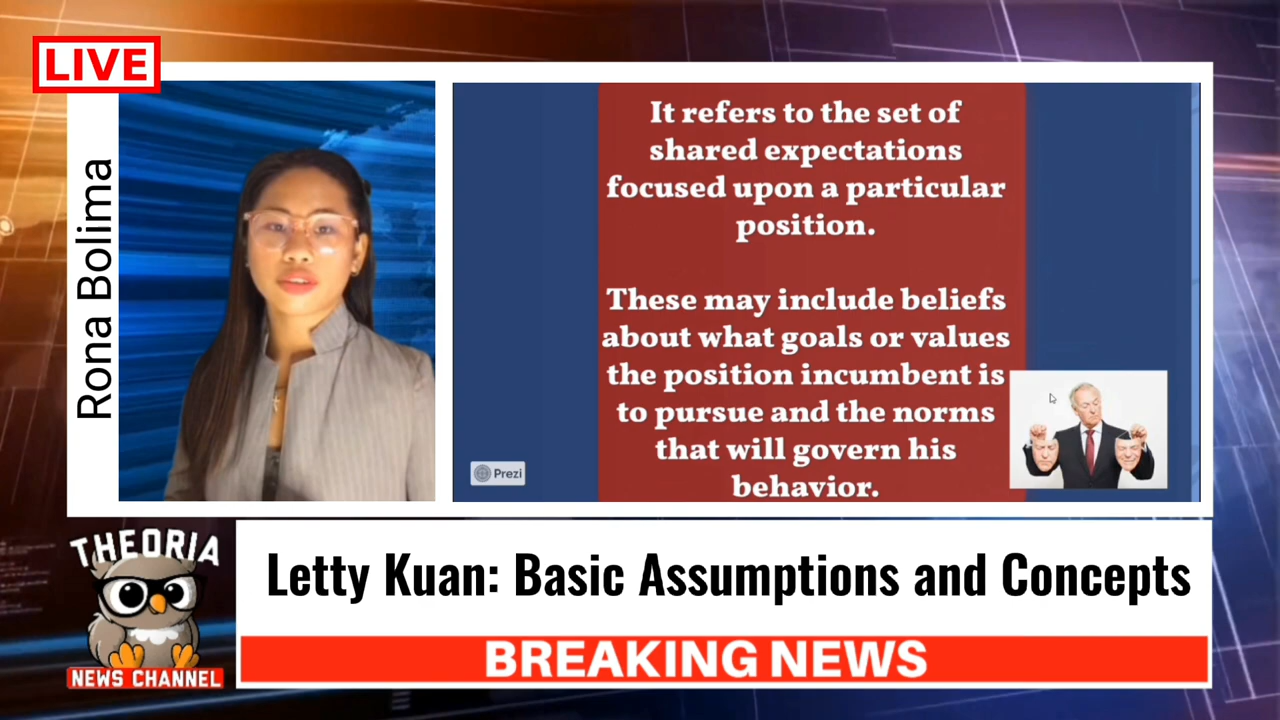 LIVE
Rona Bolima
It refers to the set of
shared expectations
focused upon a particular
position.
These may include beliefs
about what goals or values
the position incumbent is
to pursue and the norms
that will govern his
behavior.
Prezi
THEORIA
NEWS CHANNEL
Letty Kuan: Basic Assumptions and Concepts
BREAKING NEWS